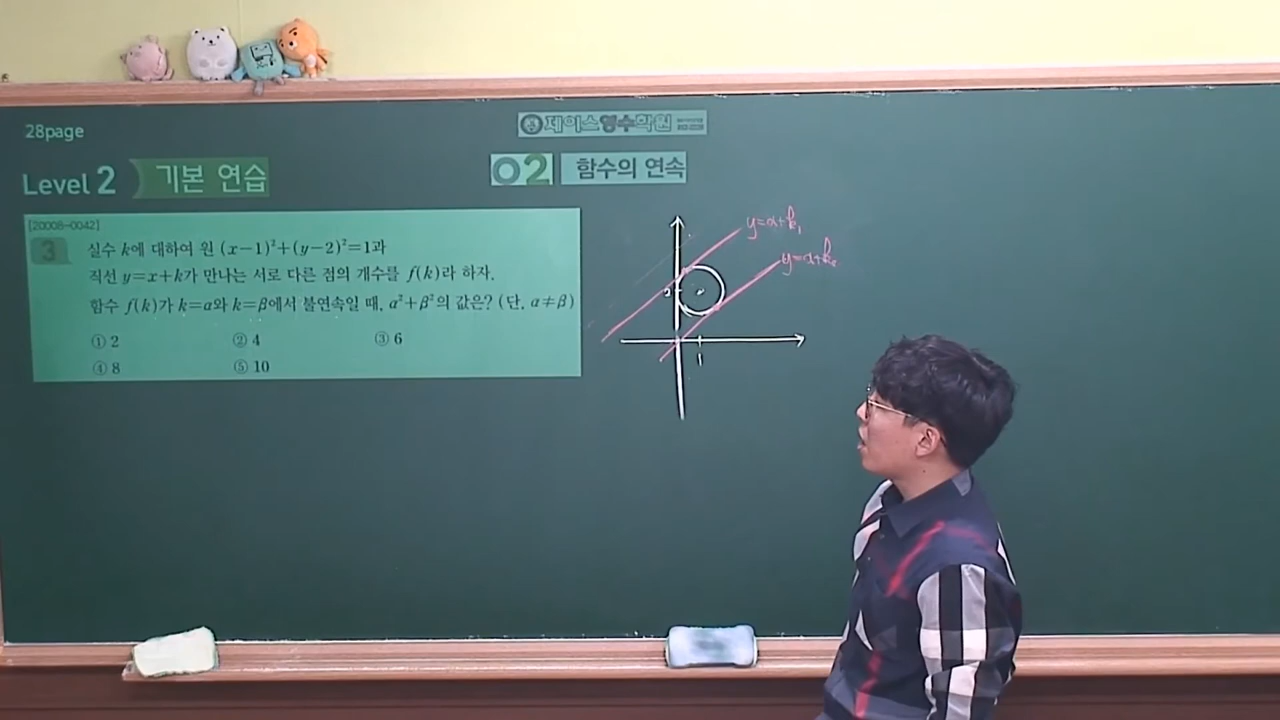 28page
제이스영수학원
Level 2 기본 연습
02 함수의 연속
[20008-0042]
3 실수 k에 대하여 원 (x-1)²+(y-2)²=1과
직선 y=x+k가 만나는 서로 다른 점의 개수를 f(k)라 하자.
함수 f(k)가 k=α와 k=β에서 불연속일 때, α²+β²의 값은? (단, α≠β)
① 2 ② 4 ③ 6
④ 8 ⑤ 10
y=x+k₁
y=x+k₂
2
1